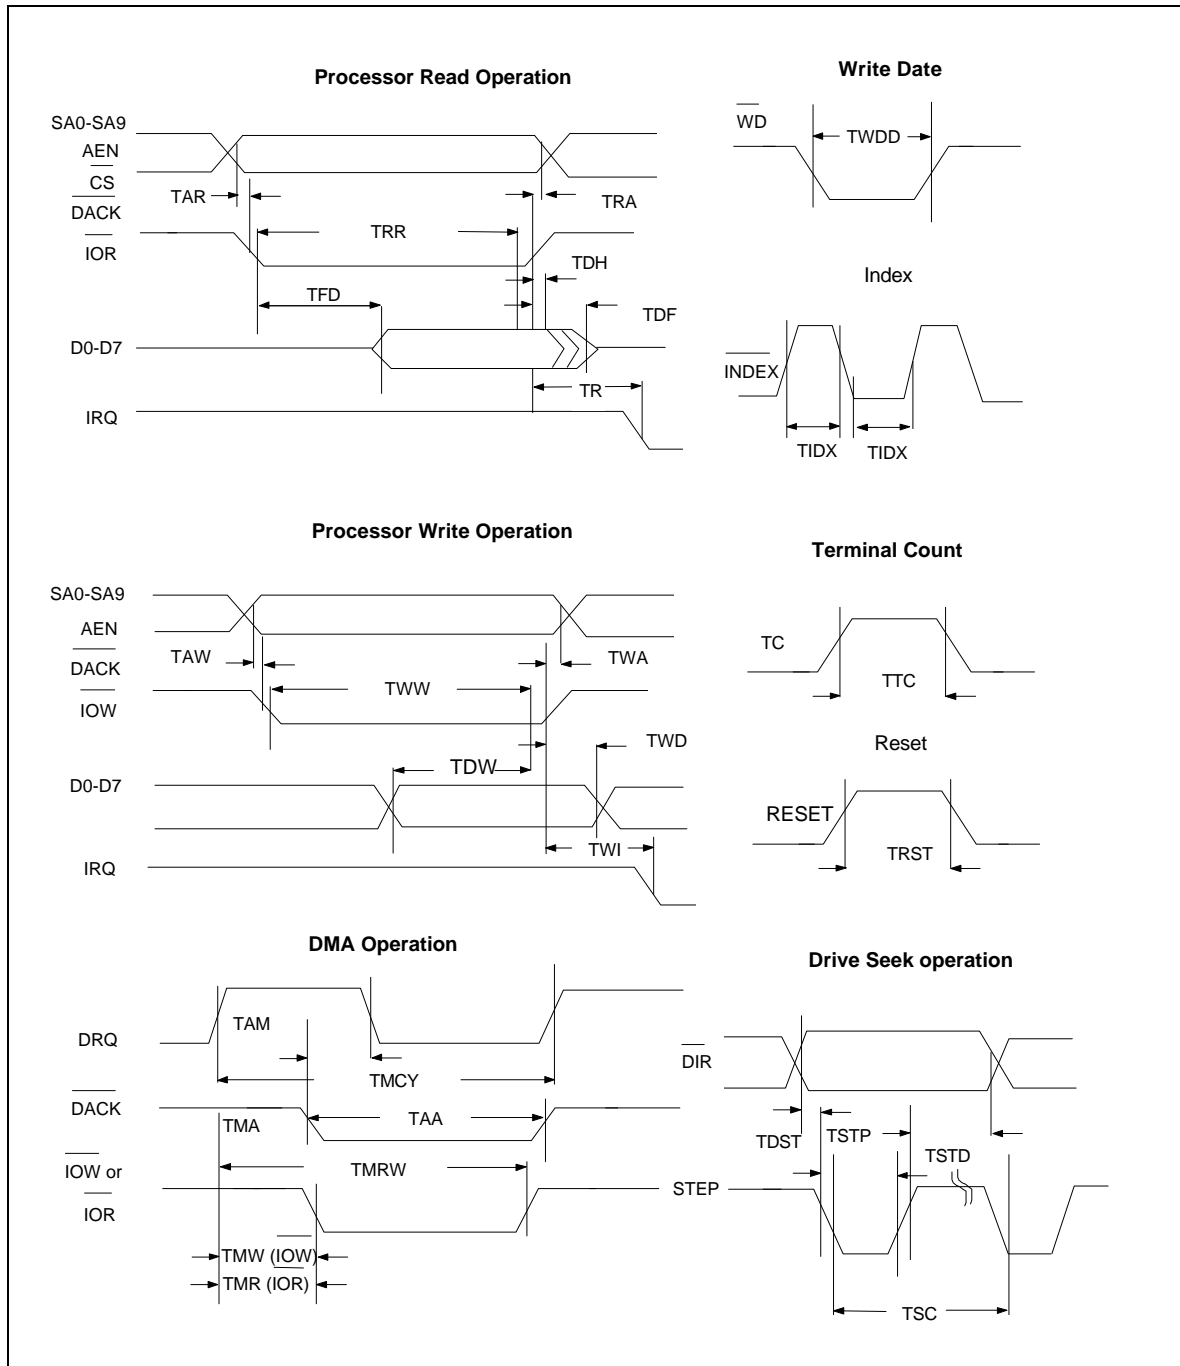 Processor Read Operation
SA0-SA9
AEN
CS
DACK
IOR
TAR
TRA
TRR
TDH
TFD
TDF
D0-D7
TR
IRQ
Write Date
WD
TWDD
Index
INDEX
TIDX
TIDX
Processor Write Operation
SA0-SA9
AEN
DACK
IOW
TAW
TWA
TWW
TWD
TDW
D0-D7
TWI
IRQ
Terminal Count
TC
TTC
Reset
RESET
TRST
DMA Operation
DRQ
TAM
TMCY
DACK
TMA
TAA
IOW or
IOR
TMRW
TMW (IOW)
TMR (IOR)
Drive Seek operation
DIR
TDST
TSTP
TSTD
STEP
TSC